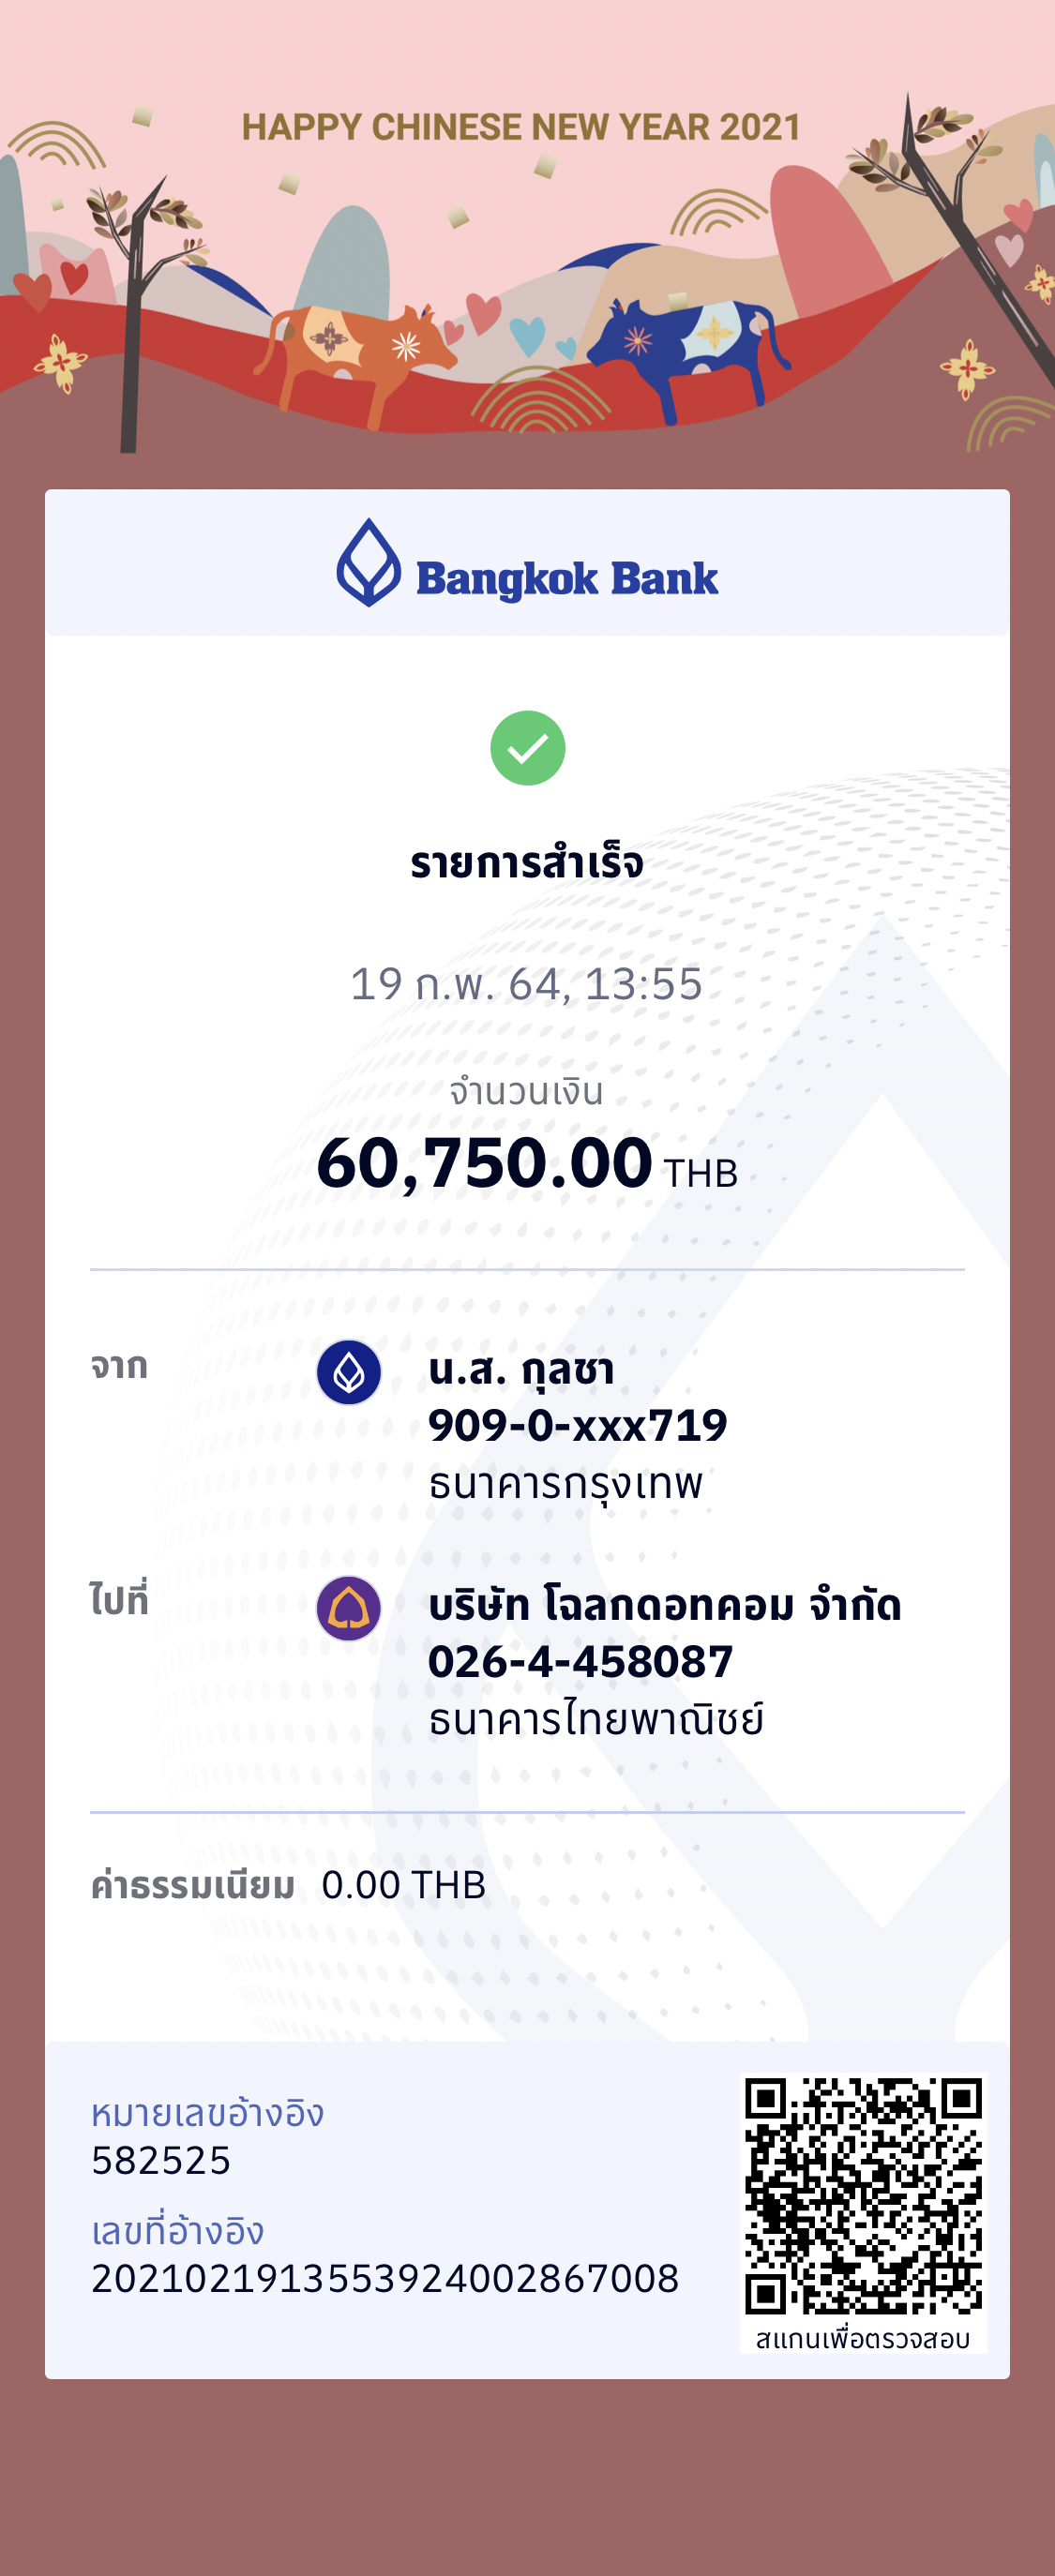 HAPPY CHINESE NEW YEAR 2021
Bangkok Bank
รายการสำเร็จ
19 ก.พ. 64, 13:55
จำนวนเงิน
60,750.00 THB
จาก
น.ส. กุลชา
909-0-xxx719
ธนาคารกรุงเทพ
ไปที่
บริษัท โฉลกดอทคอม จำกัด
026-4-458087
ธนาคารไทยพาณิชย์
ค่าธรรมเนียม 0.00 THB
หมายเลขอ้างอิง
582525
เลขที่อ้างอิง
2021021913553924002867008
สแกนเพื่อตรวจสอบ